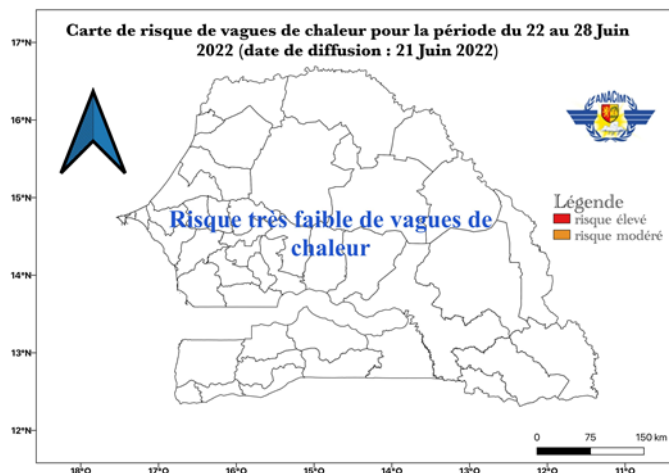 Carte de risque de vagues de chaleur pour la période du 22 au 28 Juin
2022 (date de diffusion : 21 Juin 2022)
17°N
16°N
15°N
14°N
13°N
12°N
ANACIM
Légende
risque élevé
risque modéré
Risque très faible de vagues de
chaleur
0 75 150 km
18°O 17°O 16°O 15°O 14°O 13°O 12°O 11°O